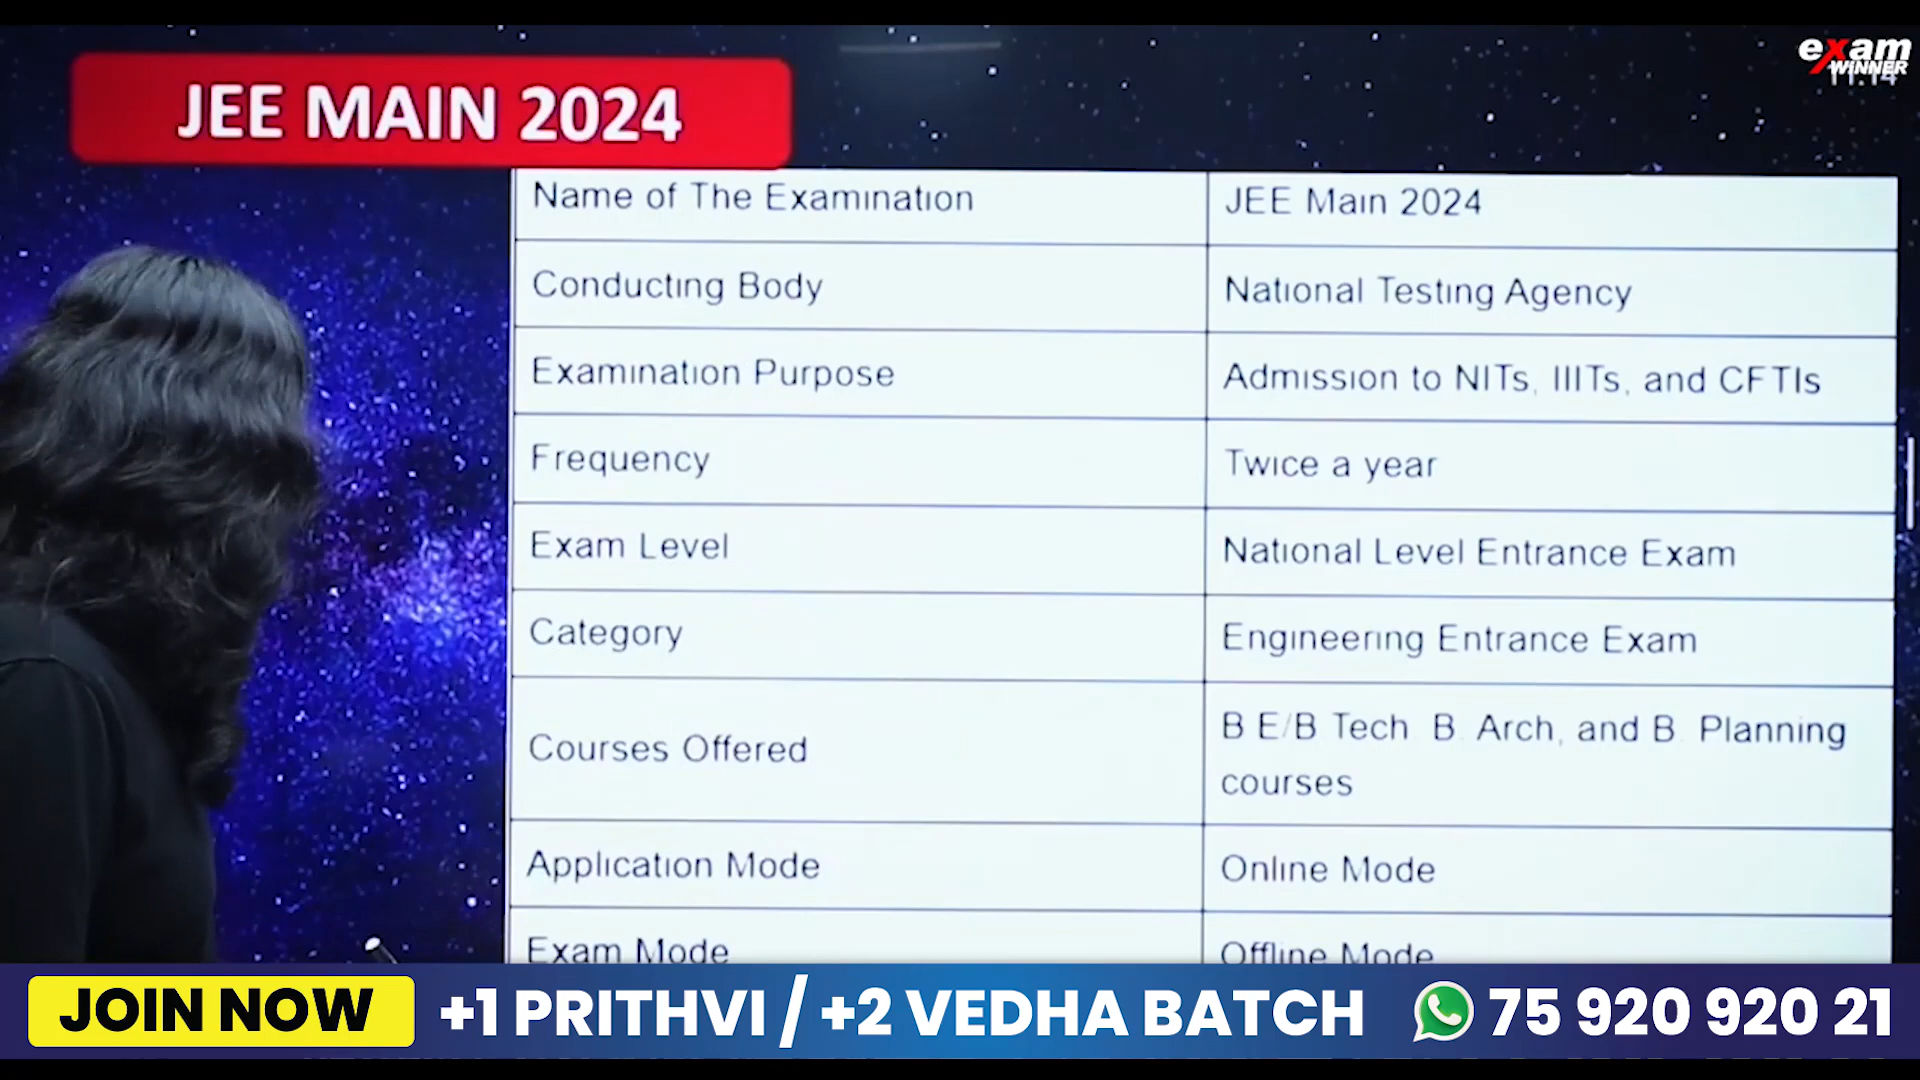 exam
WINNER
11:14
JEE MAIN 2024
Name of The Examination
JEE Main 2024
Conducting Body
National Testing Agency
Examination Purpose
Admission to NITs, IIITs, and CFTIs
Frequency
Twice a year
Exam Level
National Level Entrance Exam
Category
Engineering Entrance Exam
Courses Offered
B E/B Tech B. Arch, and B. Planning
courses
Application Mode
Online Mode
Exam Mode
Offline Mode
JOIN NOW
+1 PRITHVI / +2 VEDHA BATCH
75 920 920 21